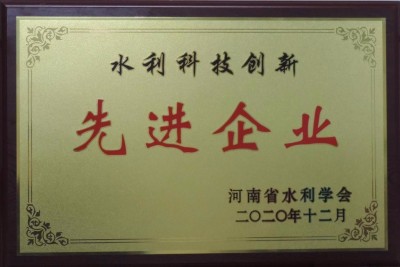 水利科技创新
先进企业
河南省水利学会
二〇二〇年十二月